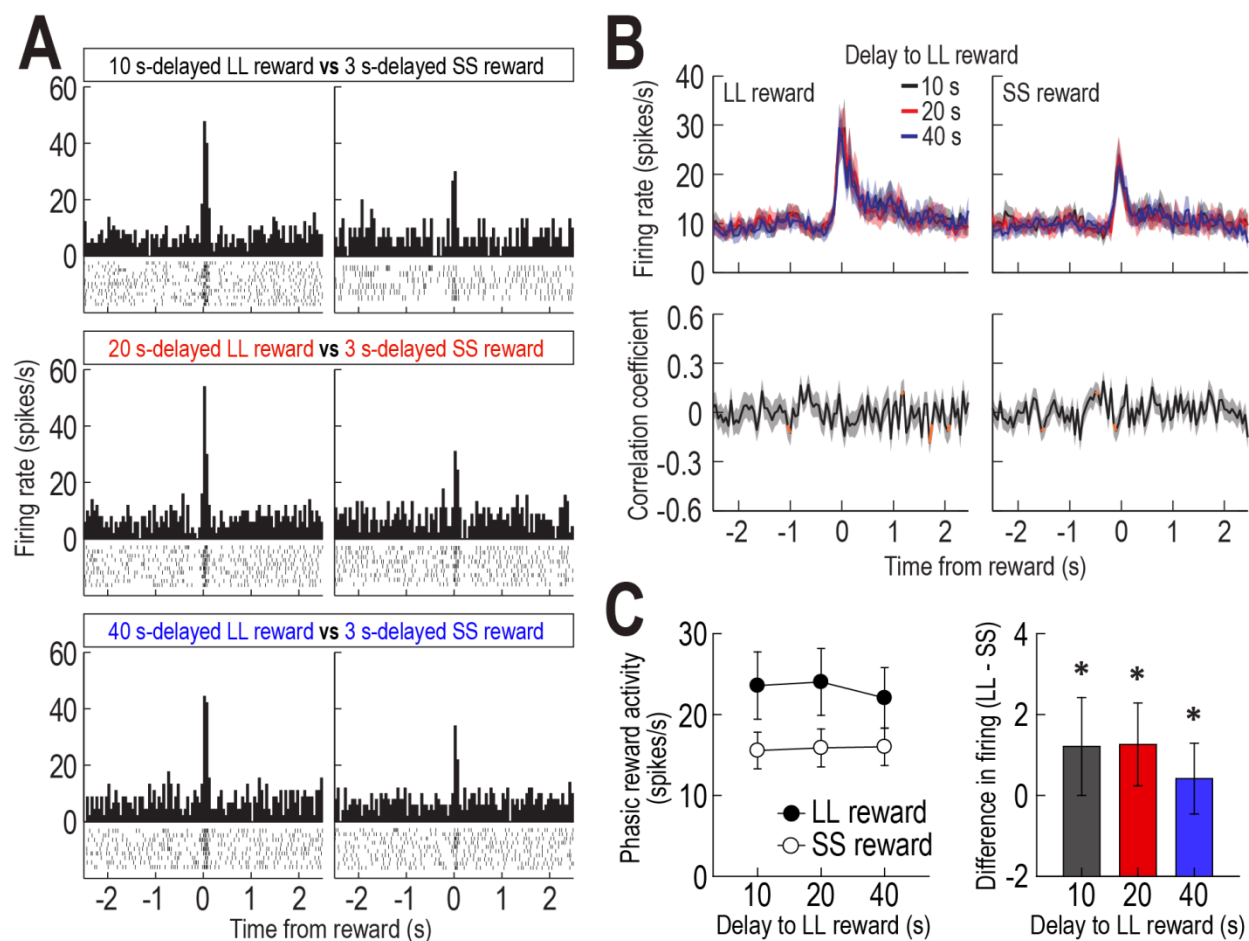 A
10 s-delayed LL reward vs 3 s-delayed SS reward
60
40
20
0
20 s-delayed LL reward vs 3 s-delayed SS reward
Firing rate (spikes/s)
60
40
20
0
40 s-delayed LL reward vs 3 s-delayed SS reward
60
40
20
0
-2 -1 0 1 2 -2 -1 0 1 2
Time from reward (s)
B
Delay to LL reward
LL reward
10 s
20 s
40 s
SS reward
Firing rate (spikes/s)
40
30
20
10
0
Correlation coefficient
0.6
0.3
0
-0.3
-0.6
-2 -1 0 1 2 -2 -1 0 1 2
Time from reward (s)
C
Phasic reward activity
(spikes/s)
30
20
10
0
LL reward
SS reward
10 20 40
Delay to LL reward (s)
Difference in firing (LL - SS)
4
2
0
-2
* * *
10 20 40
Delay to LL reward (s)